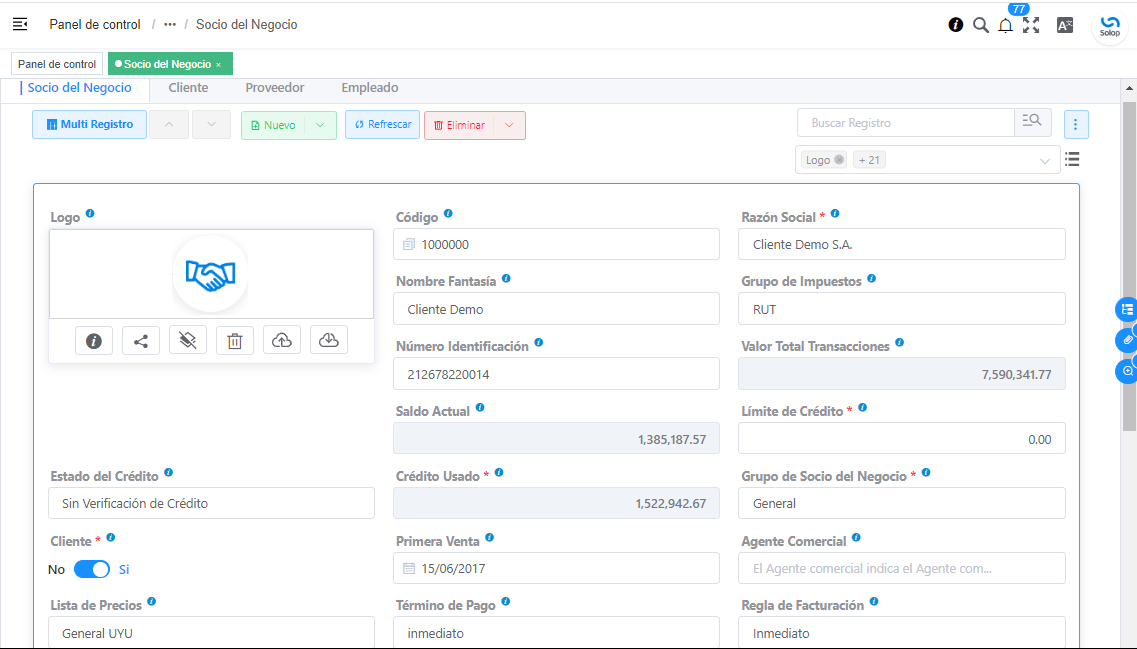 Panel de control / ••• / Socio del Negocio
77
Solop
Panel de control
Socio del Negocio ×
Socio del Negocio
Cliente
Proveedor
Empleado
Multi Registro
Nuevo
Refrescar
Eliminar
Buscar Registro
Logo
+ 21
Logo
Código
1000000
Razón Social *
Cliente Demo S.A.
Nombre Fantasía
Cliente Demo
Grupo de Impuestos
RUT
Número Identificación
212678220014
Valor Total Transacciones
7,590,341.77
Saldo Actual
1,385,187.57
Límite de Crédito *
0.00
Estado del Crédito
Sin Verificación de Crédito
Crédito Usado *
1,522,942.67
Grupo de Socio del Negocio *
General
Cliente *
No
Si
Primera Venta
15/06/2017
Agente Comercial
El Agente comercial indica el Agente com...
Lista de Precios
General UYU
Término de Pago
inmediato
Regla de Facturación
Inmediato